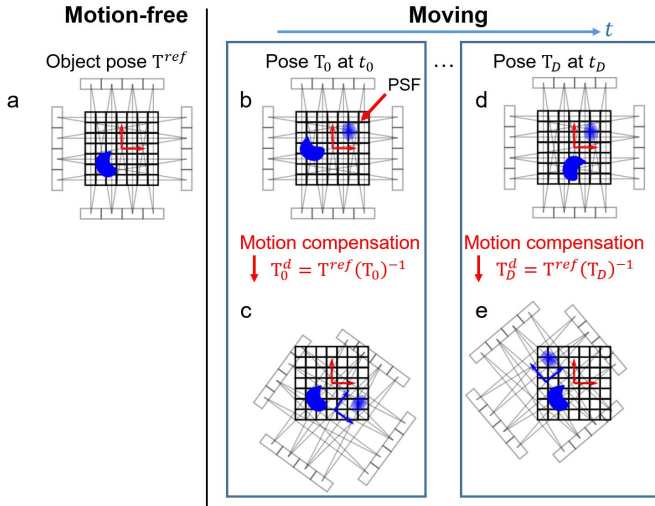 Motion-free
Moving
t
Object pose T^ref
Pose T_0 at t_0
...
Pose T_D at t_D
a
b
PSF
d
Motion compensation
T_0^d = T^ref(T_0)^-1
Motion compensation
T_D^d = T^ref(T_D)^-1
c
e